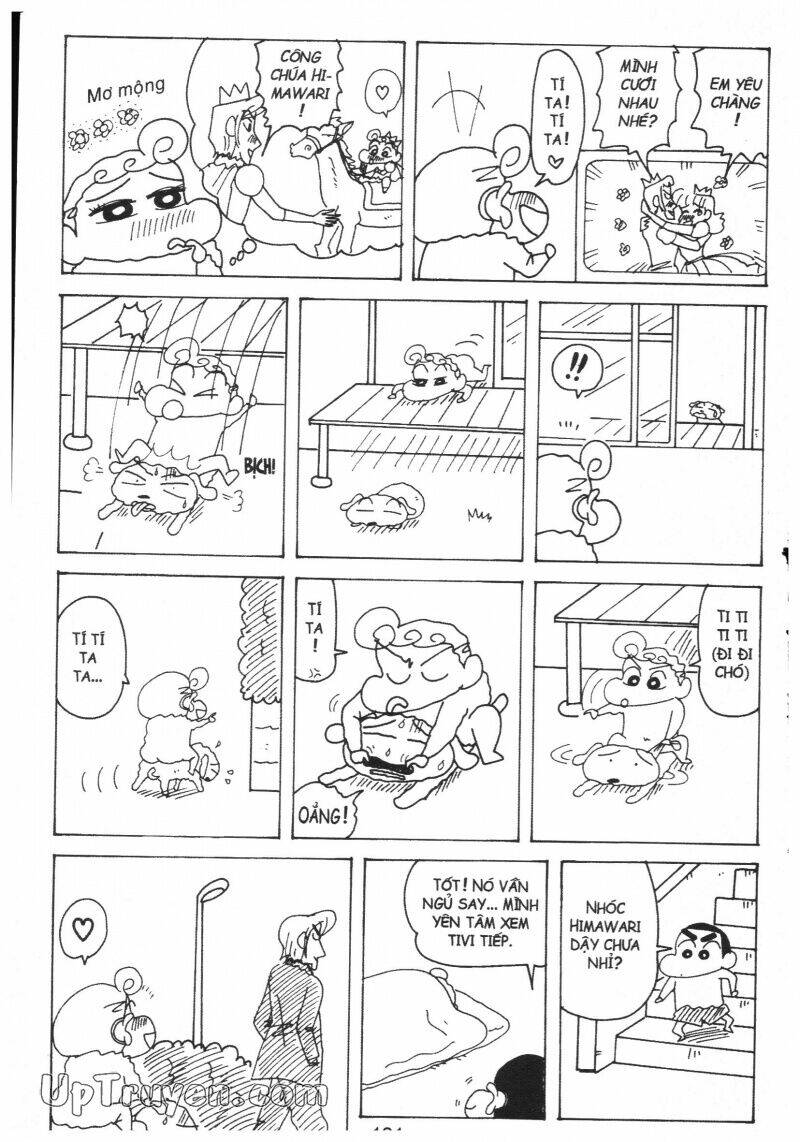 EM YÊU
CHÀNG
!
MÌNH
CƯỚI
NHAU
NHÉ?
TÍ
TA!
TÍ
TA!
CÔNG
CHÚA HI-
MAWARI
!
Mơ mộng
!!
BỊCH!
TI TI
TI TI
(ĐI ĐI
CHÓ)
TÍ
TA!
OẲNG!
TÍ TÍ
TA
TA...
NHÓC
HIMAWARI
DẬY CHƯA
NHỈ?
TỐT! NÓ VẪN
NGỦ SAY... MÌNH
YÊN TÂM XEM
TIVI TIẾP.
UpTruyen.com